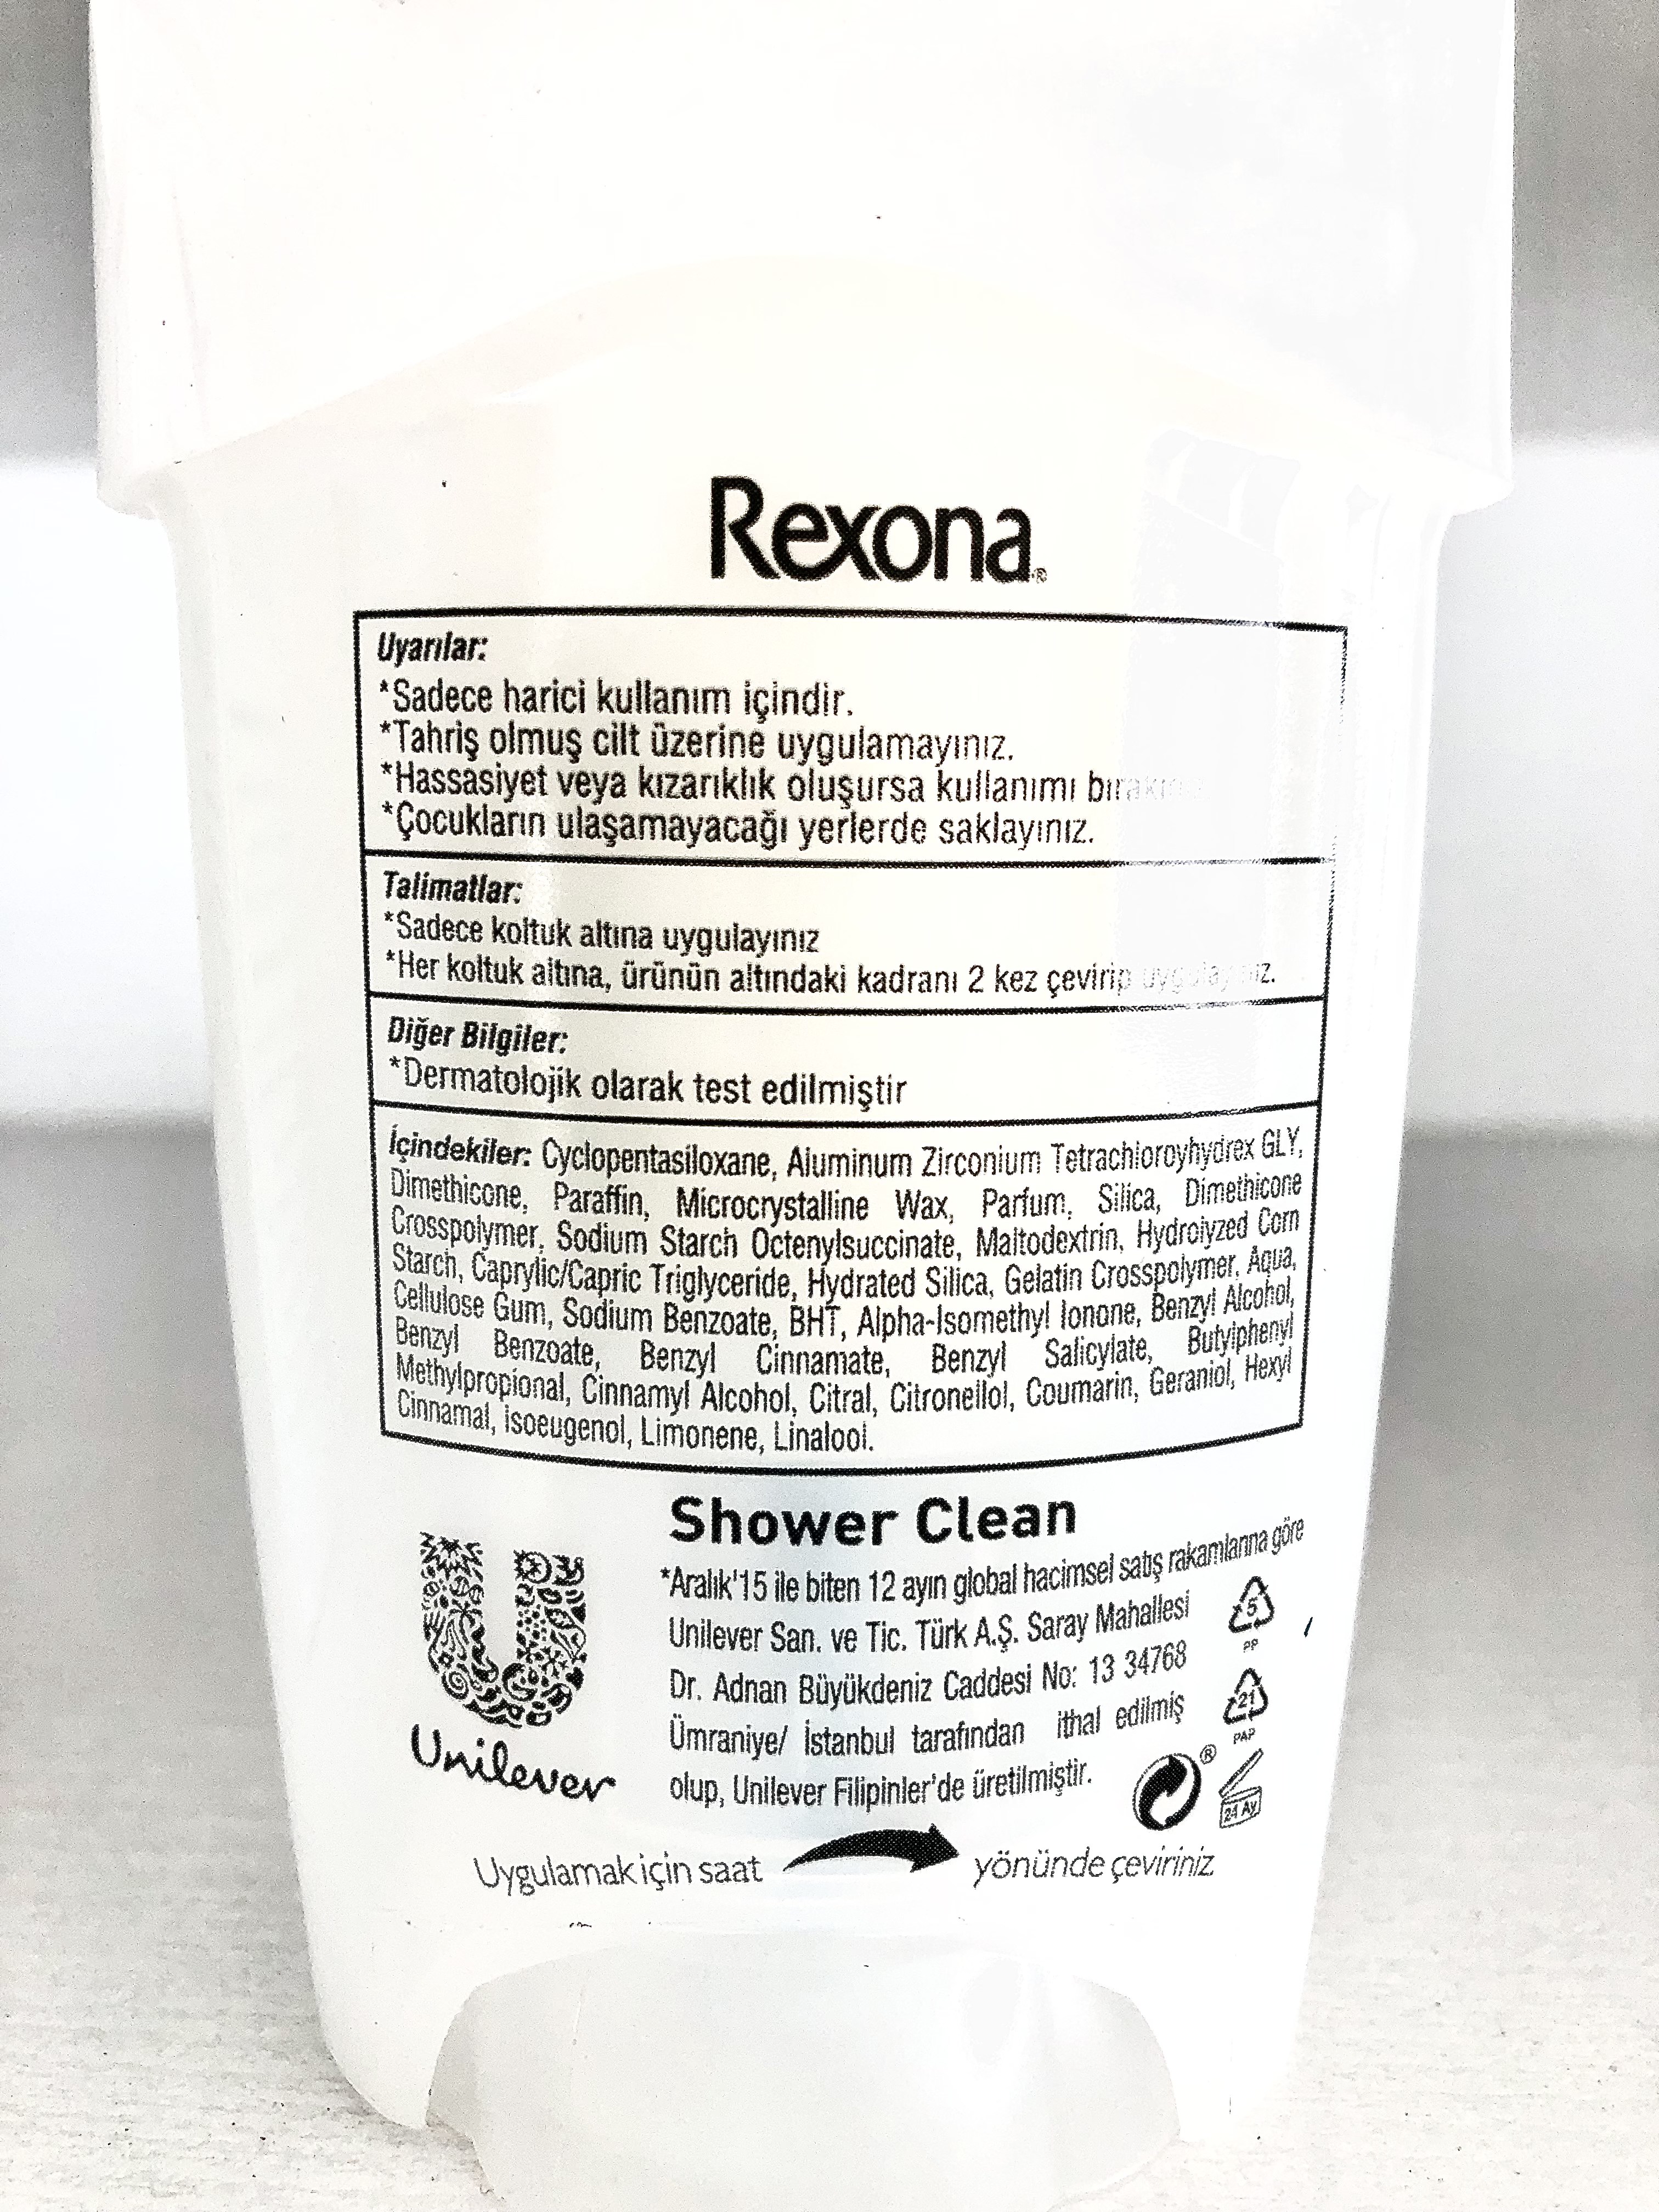 Rexona®
Uyarılar:
*Sadece harici kullanım içindir.
*Tahriş olmuş cilt üzerine uygulamayınız.
*Hassasiyet veya kızarıklık oluşursa kullanımı
*Çocukların ulaşamayacağı yerlerde saklayınız.
Talimatlar:
*Sadece koltuk altına uygulayınız
*Her koltuk altına, ürünün altındaki kadranı 2 kez çevirip
Diğer Bilgiler:
*Dermatolojik olarak test edilmiştir
İçindekiler: Cyclopentasiloxane, Aluminum Zirconium Tetrachloroyhydrex GLY,
Dimethicone, Paraffin, Microcrystalline Wax, Parfum, Silica, Dimethicone
Crosspolymer, Sodium Starch Octenylsuccinate, Maltodextrin, Hydrolyzed Corn
Starch, Caprylic/Capric Triglyceride, Hydrated Silica, Gelatin Crosspolymer, Aqua,
Cellulose Gum, Sodium Benzoate, BHT, Alpha-Isomethyl Ionone, Benzyl Alcohol,
Benzyl Benzoate, Benzyl Cinnamate, Benzyl Salicylate, Butylphenyl
Methylpropional, Cinnamyl Alcohol, Citral, Citronellol, Coumarin, Geraniol, Hexyl
Cinnamal, İsoeugenol, Limonene, Linalool.
Shower Clean
*Aralık'15 ile biten 12 ayın global hacimsel satış rakamlarına göre
Unilever San. ve Tic. Türk A.Ş. Saray Mahallesi
Dr. Adnan Büyükdeniz Caddesi No: 13 34768
Ümraniye/ İstanbul tarafından ithal edilmiş
olup, Unilever Filipinler'de üretilmiştir.
Unilever
5
PP
21
PAP
®
24 Ay
Uygulamak için saat yönünde çeviriniz.